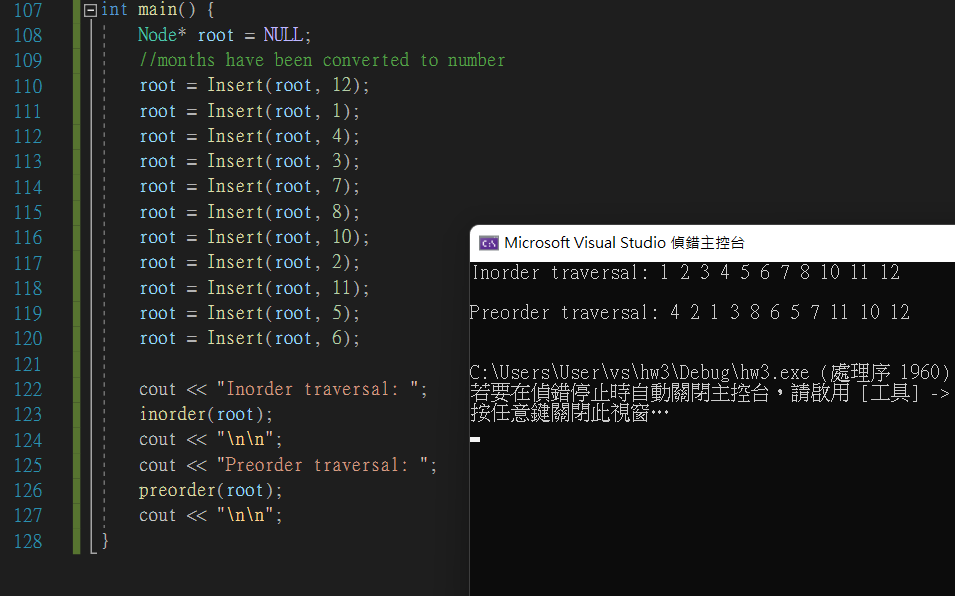 107 int main() {
108 Node* root = NULL;
109 //months have been converted to number
110 root = Insert(root, 12);
111 root = Insert(root, 1);
112 root = Insert(root, 4);
113 root = Insert(root, 3);
114 root = Insert(root, 7);
115 root = Insert(root, 8);
116 root = Insert(root, 10);
117 root = Insert(root, 2);
118 root = Insert(root, 11);
119 root = Insert(root, 5);
120 root = Insert(root, 6);
121
122 cout << "Inorder traversal: ";
123 inorder(root);
124 cout << "\n\n";
125 cout << "Preorder traversal: ";
126 preorder(root);
127 cout << "\n\n";
128 }
C:\ Microsoft Visual Studio 偵錯主控台
Inorder traversal: 1 2 3 4 5 6 7 8 10 11 12
Preorder traversal: 4 2 1 3 8 6 5 7 11 10 12
C:\Users\User\vs\hw3\Debug\hw3.exe (處理序 1960)
若要在偵錯停止時自動關閉主控台，請啟用 [工具] ->
按任意鍵關閉此視窗…